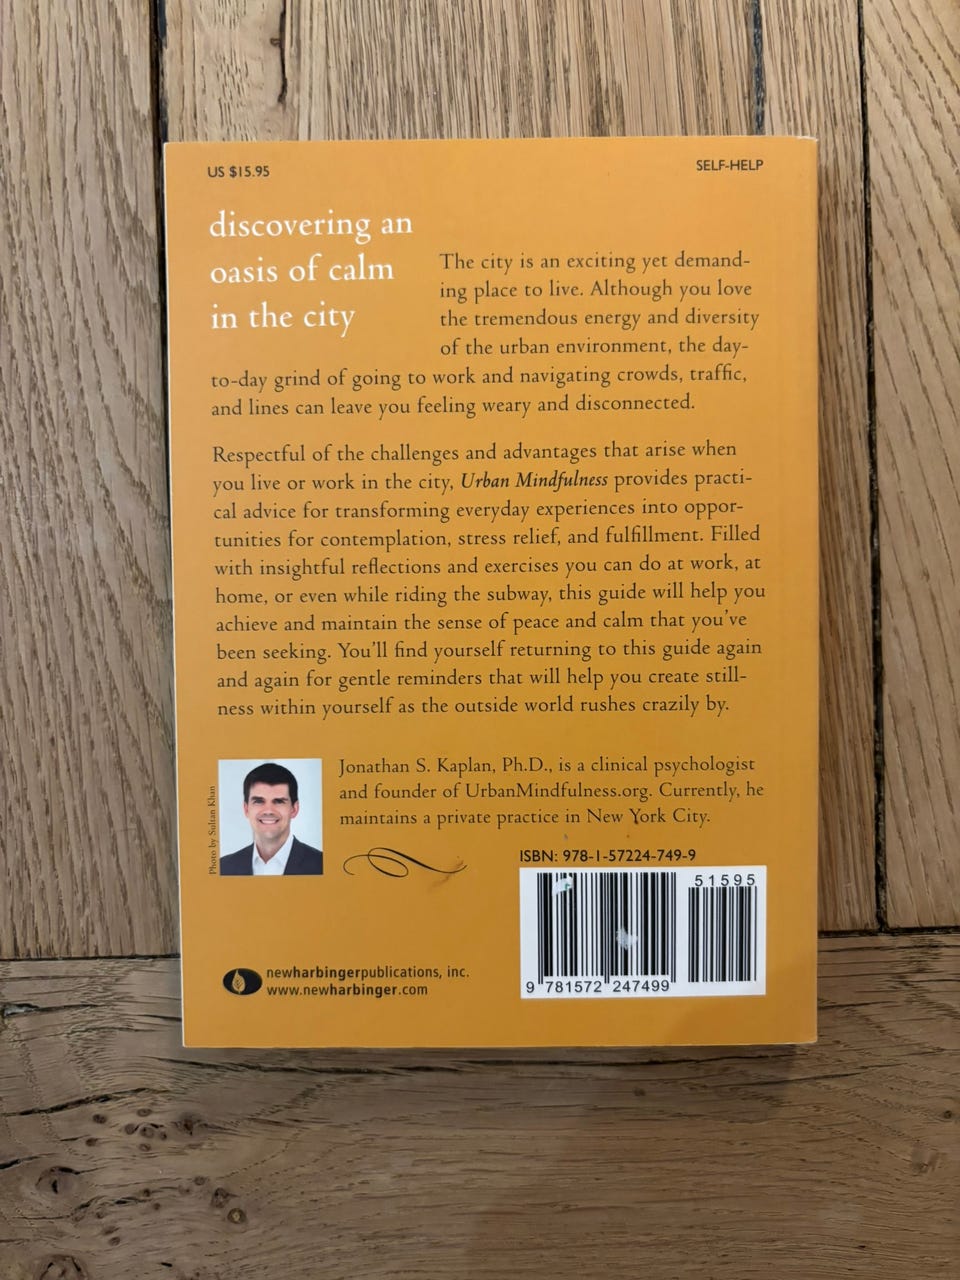 US $15.95
SELF-HELP
discovering an
oasis of calm
in the city
The city is an exciting yet demand-
ing place to live. Although you love
the tremendous energy and diversity
of the urban environment, the day-
to-day grind of going to work and navigating crowds, traffic,
and lines can leave you feeling weary and disconnected.
Respectful of the challenges and advantages that arise when
you live or work in the city, Urban Mindfulness provides practi-
cal advice for transforming everyday experiences into oppor-
tunities for contemplation, stress relief, and fulfillment. Filled
with insightful reflections and exercises you can do at work, at
home, or even while riding the subway, this guide will help you
achieve and maintain the sense of peace and calm that you've
been seeking. You'll find yourself returning to this guide again
and again for gentle reminders that will help you create still-
ness within yourself as the outside world rushes crazily by.
Photo by Sultan Khan
Jonathan S. Kaplan, Ph.D., is a clinical psychologist
and founder of UrbanMindfulness.org. Currently, he
maintains a private practice in New York City.
ISBN: 978-1-57224-749-9
51595
9 781572 247499
newharbingerpublications, inc.
www.newharbinger.com